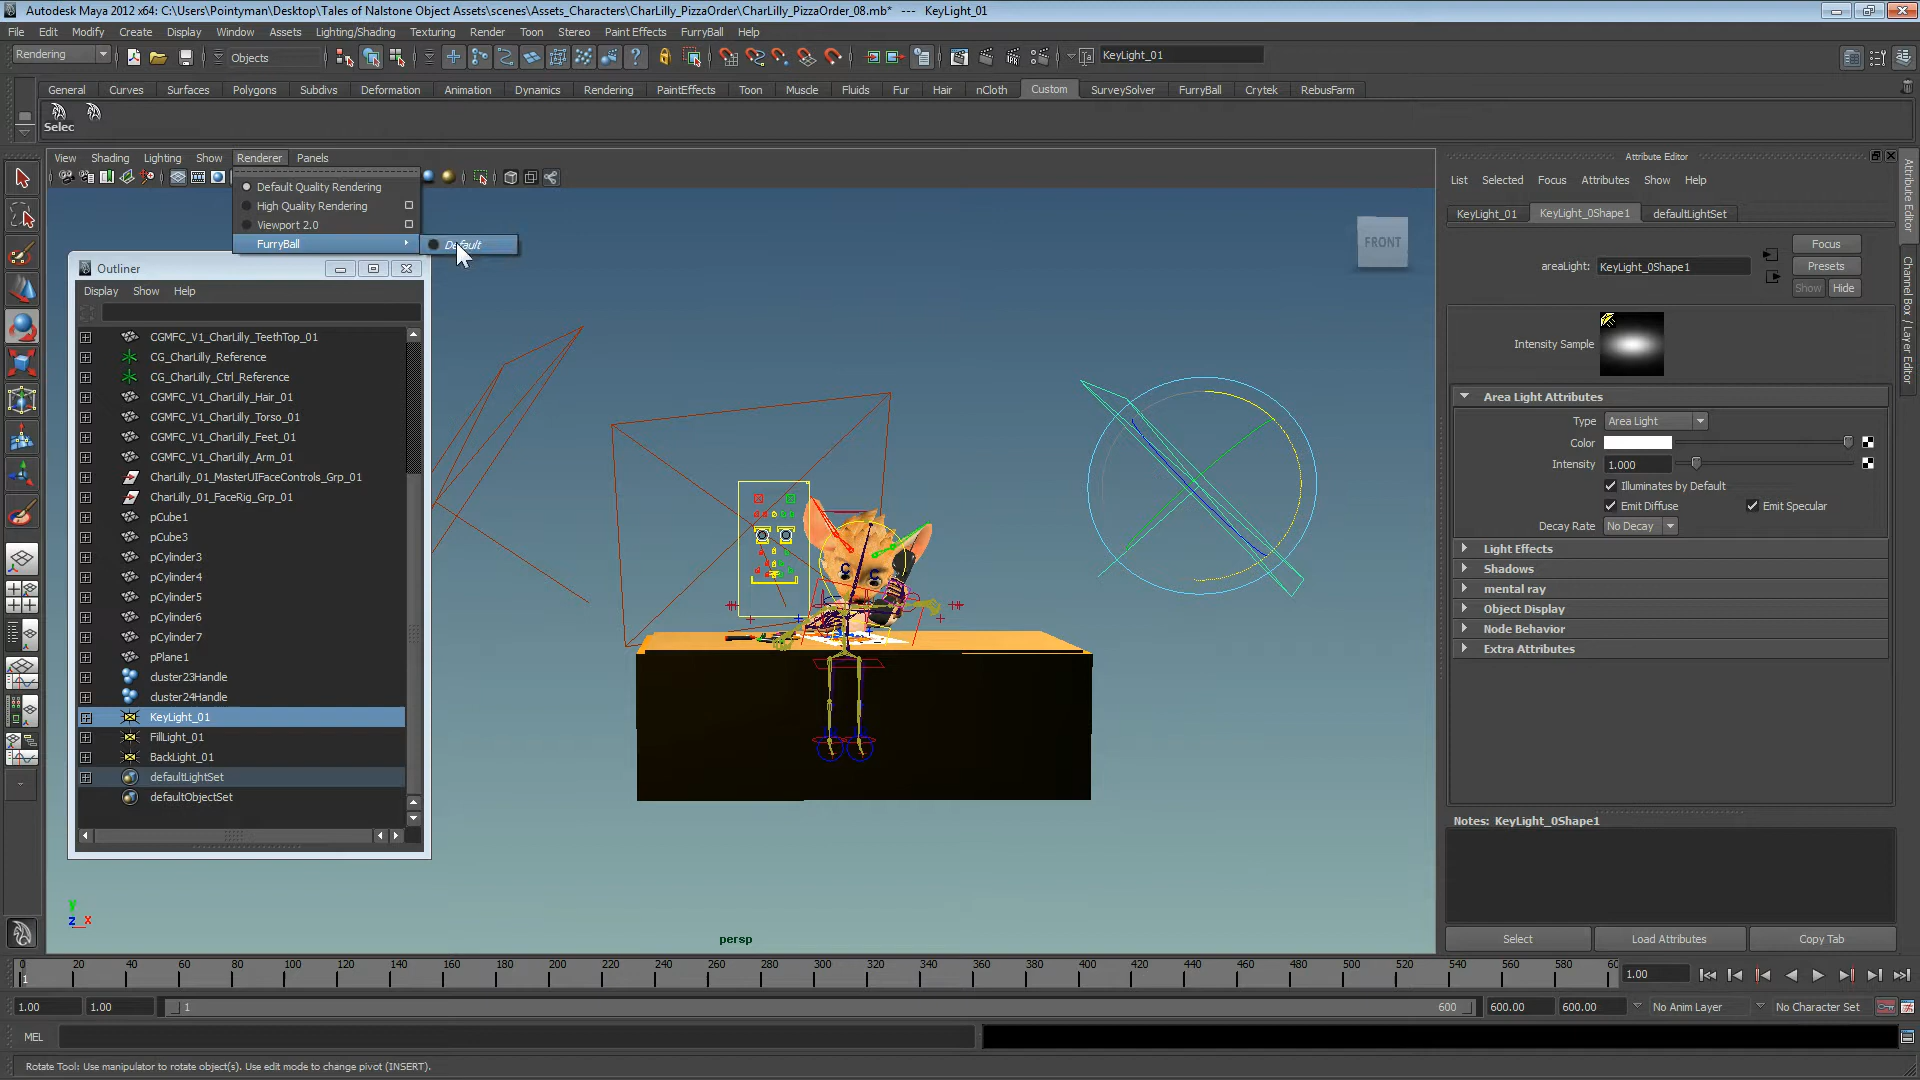 Autodesk Maya 2012 x64: C:\Users\Pointyman\Desktop\Tales of Nalstone Object Assets\scenes\Assets_Characters\CharLilly_PizzaOrder\CharLilly_PizzaOrder_08.mb* --- KeyLight_01
File Edit Modify Create Display Window Assets Lighting/Shading Texturing Render Toon Stereo Paint Effects FurryBall Help
Rendering Objects KeyLight_01
General Curves Surfaces Polygons Subdivs Deformation Animation Dynamics Rendering PaintEffects Toon Muscle Fluids Fur Hair nCloth Custom SurveySolver FurryBall Crytek RebusFarm
Selec
View Shading Lighting Show Renderer Panels
Default Quality Rendering
High Quality Rendering
Viewport 2.0
FurryBall
Default
Outliner
Display Show Help
CGMFC_V1_CharLilly_TeethTop_01
CG_CharLilly_Reference
CG_CharLilly_Ctrl_Reference
CGMFC_V1_CharLilly_Hair_01
CGMFC_V1_CharLilly_Torso_01
CGMFC_V1_CharLilly_Feet_01
CGMFC_V1_CharLilly_Arm_01
CharLilly_01_MasterUIFaceControls_Grp_01
CharLilly_01_FaceRig_Grp_01
pCube1
pCube3
pCylinder3
pCylinder4
pCylinder5
pCylinder6
pCylinder7
pPlane1
cluster23Handle
cluster24Handle
KeyLight_01
FillLight_01
BackLight_01
defaultLightSet
defaultObjectSet
FRONT
y
z x
persp
Attribute Editor
List Selected Focus Attributes Show Help
KeyLight_01 KeyLight_0Shape1 defaultLightSet
Focus
areaLight: KeyLight_0Shape1
Presets
Show Hide
Intensity Sample
Area Light Attributes
Type Area Light
Color
Intensity 1.000
Illuminates by Default
Emit Diffuse Emit Specular
Decay Rate No Decay
Light Effects
Shadows
mental ray
Object Display
Node Behavior
Extra Attributes
Notes: KeyLight_0Shape1
Select Load Attributes Copy Tab
Attribute Editor
Channel Box / Layer Editor
0 20 40 60 80 100 120 140 160 180 200 220 240 260 280 300 320 340 360 380 400 420 440 460 480 500 520 540 560 580 60
1
1.00
1.00 1.00 1 600 600.00 600.00 No Anim Layer No Character Set
MEL
Rotate Tool: Use manipulator to rotate object(s). Use edit mode to change pivot (INSERT).